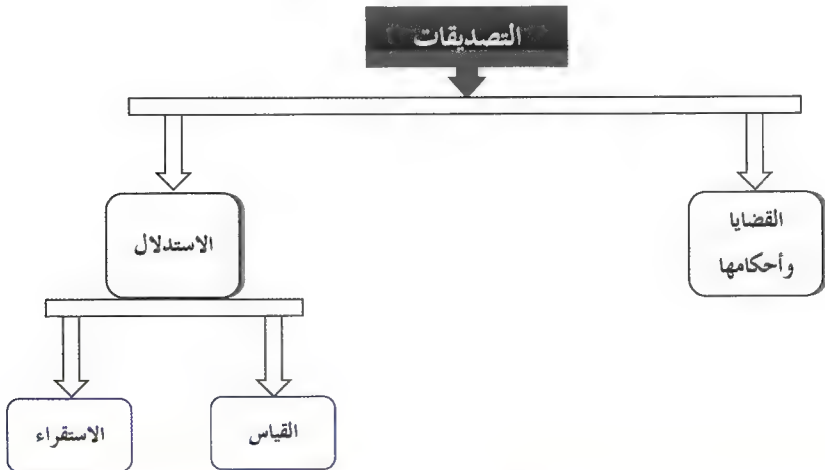 التصديقات
القضايا
وأحكامها
الاستدلال
القياس
الاستقراء